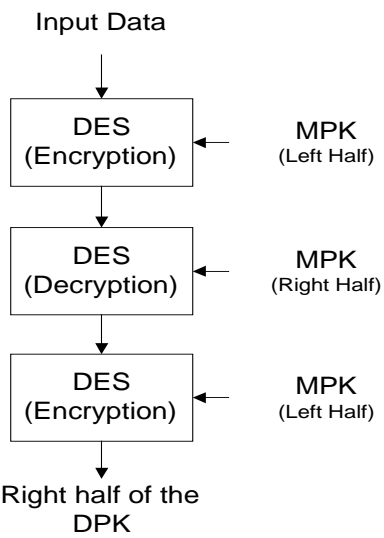 Input Data
DES
(Encryption)
MPK
(Left Half)
DES
(Decryption)
MPK
(Right Half)
DES
(Encryption)
MPK
(Left Half)
Right half of the
DPK